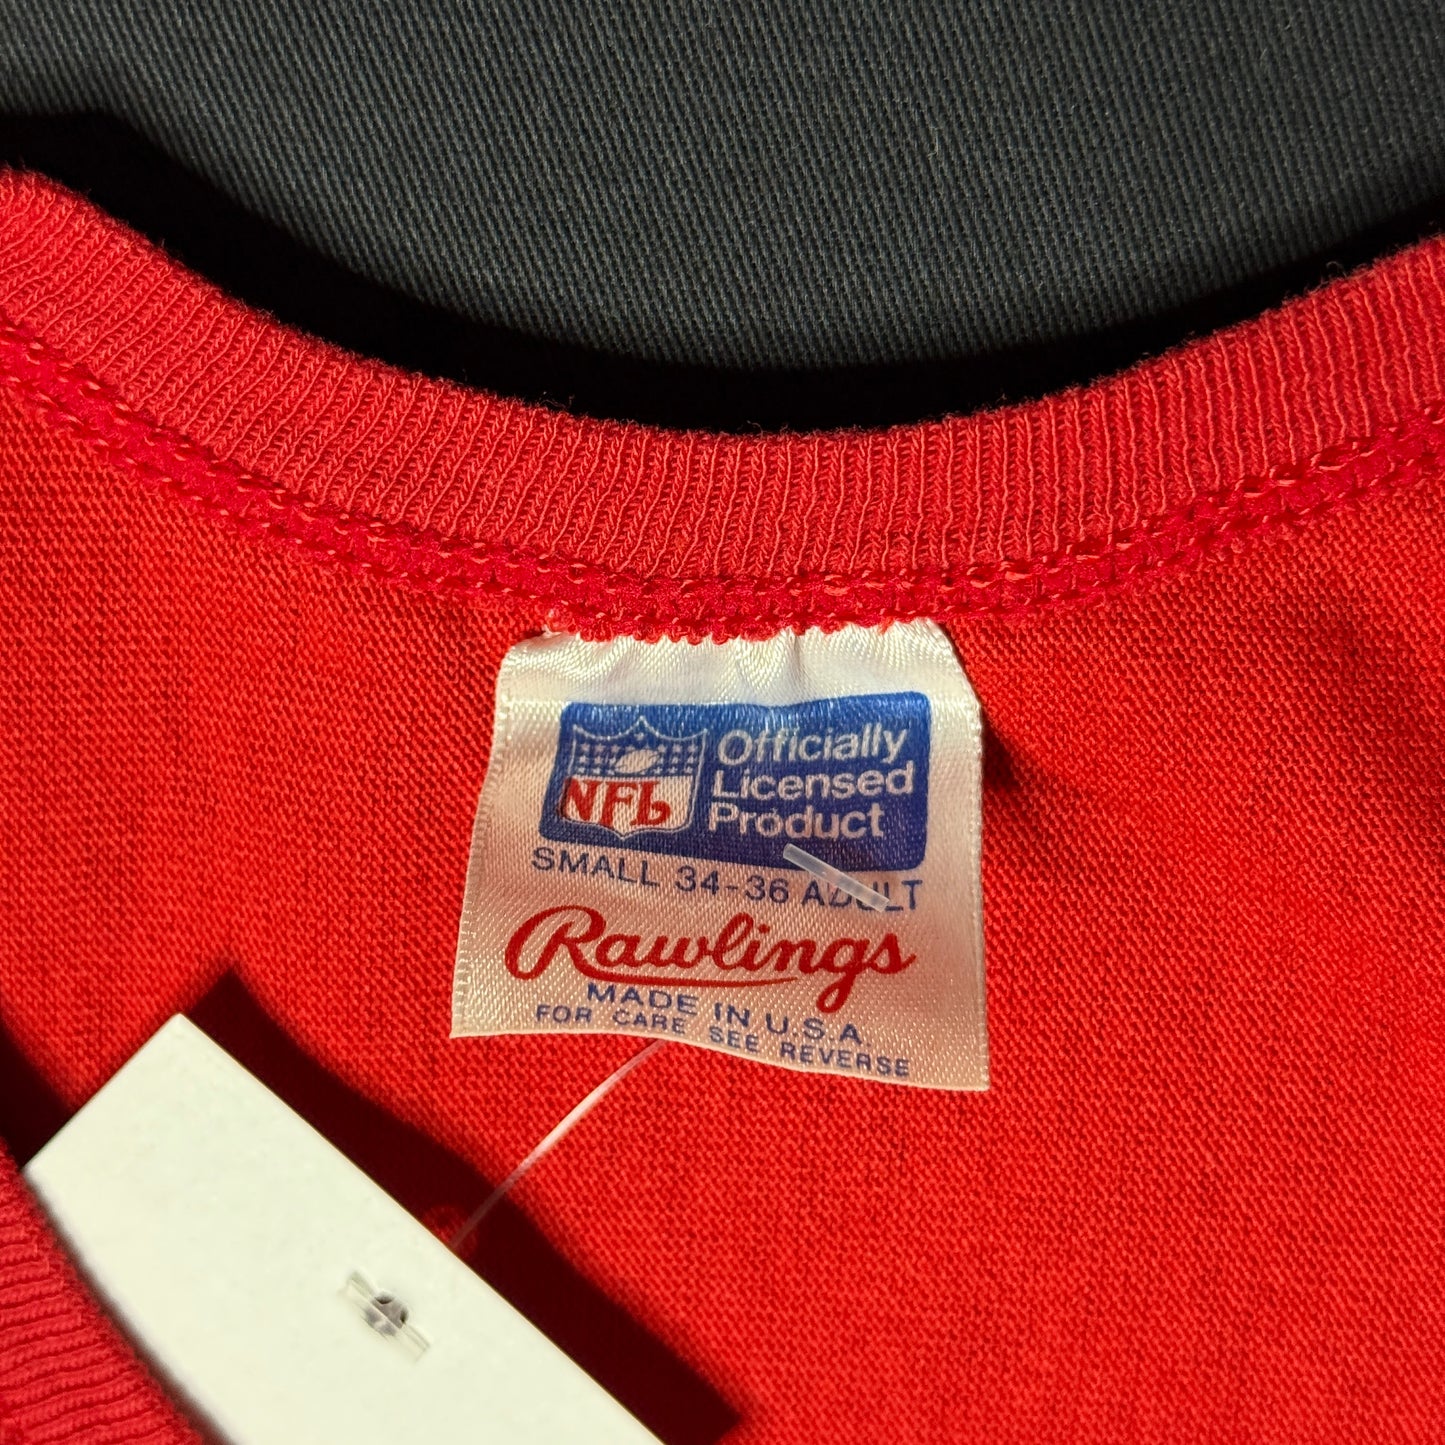 NFL
Officially
Licensed
Product
SMALL 34-36 ADULT
Rawlings
MADE IN U.S.A.
FOR CARE SEE REVERSE